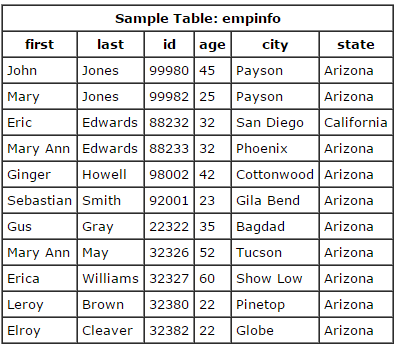 Sample Table: empinfo
first last id age city state
John Jones 99980 45 Payson Arizona
Mary Jones 99982 25 Payson Arizona
Eric Edwards 88232 32 San Diego California
Mary Ann Edwards 88233 32 Phoenix Arizona
Ginger Howell 98002 42 Cottonwood Arizona
Sebastian Smith 92001 23 Gila Bend Arizona
Gus Gray 22322 35 Bagdad Arizona
Mary Ann May 32326 52 Tucson Arizona
Erica Williams 32327 60 Show Low Arizona
Leroy Brown 32380 22 Pinetop Arizona
Elroy Cleaver 32382 22 Globe Arizona